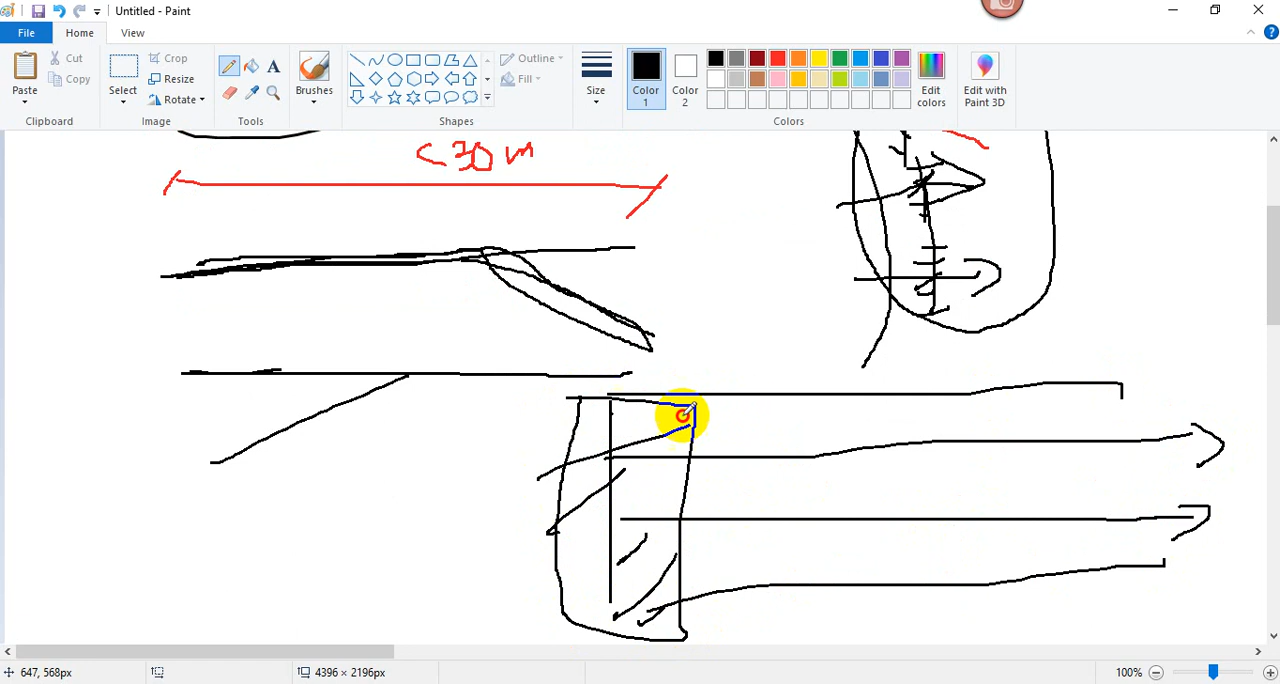 Untitled - Paint
File
Home
View
Paste
Cut
Copy
Clipboard
Select
Crop
Resize
Rotate
Image
A
Tools
Brushes
Outline
Fill
Shapes
Size
Color 1
Color 2
Edit colors
Colors
Edit with Paint 3D
<30 m
647, 568px
4396 × 2196px
100%